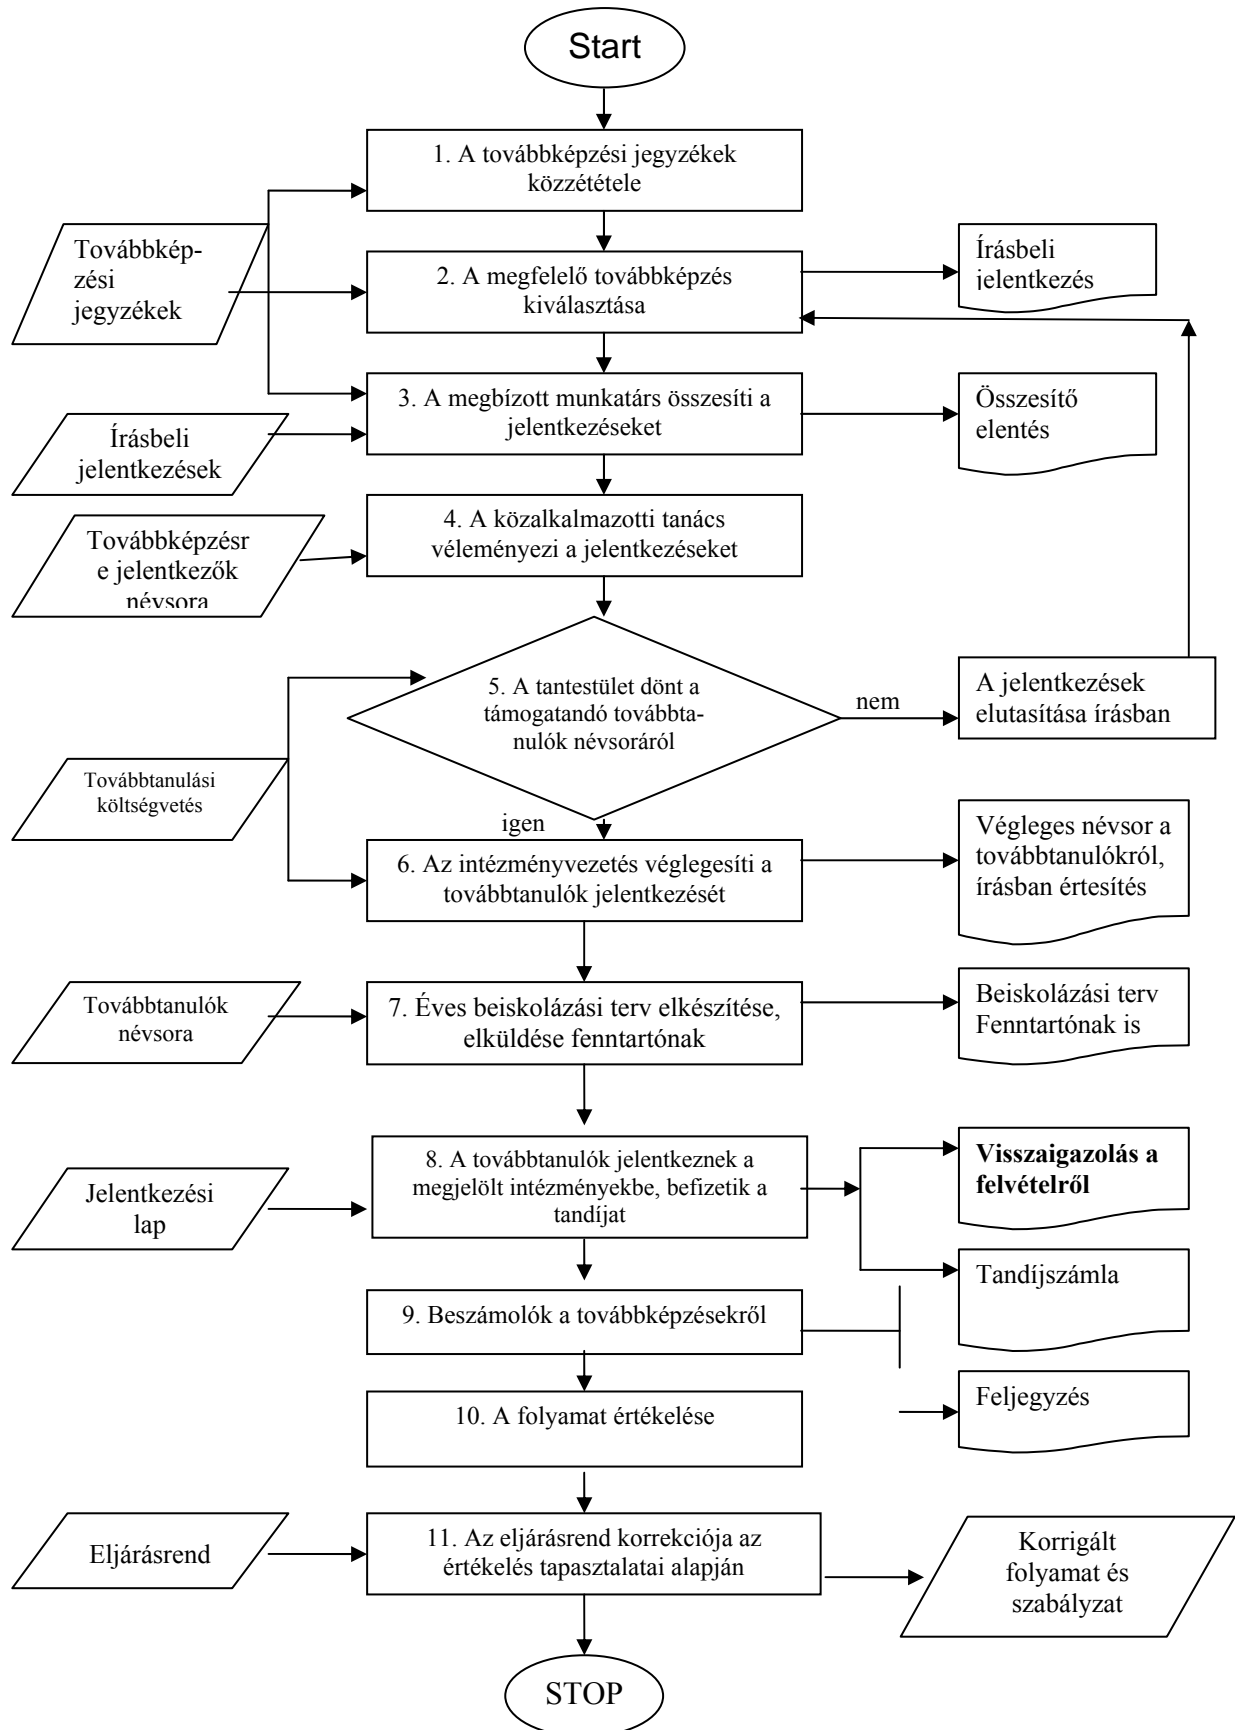 Start
1. A továbbképzési jegyzékek
közzététele
Továbbkép-
zési
jegyzékek
2. A megfelelő továbbképzés
kiválasztása
Írásbeli
jelentkezés
3. A megbízott munkatárs összesíti a
jelentkezéseket
Összesítő
elentés
Írásbeli
jelentkezések
4. A közalkalmazotti tanács
véleményezi a jelentkezéseket
Továbbképzésr
e jelentkezők
névsora
5. A tantestület dönt a
támogatandó továbbta-
nulók névsoráról
nem
A jelentkezések
elutasítása írásban
Továbbtanulási
költségvetés
igen
6. Az intézményvezetés véglegesíti a
továbbtanulók jelentkezését
Végleges névsor a
továbbtanulókról,
írásban értesítés
Továbbtanulók
névsora
7. Éves beiskolázási terv elkészítése,
elküldése fenntartónak
Beiskolázási terv
Fenntartónak is
Jelentkezési
lap
8. A továbbtanulók jelentkeznek a
megjelölt intézményekbe, befizetik a
tandíjat
Visszaigazolás a
felvételről
Tandíjszámla
9. Beszámolók a továbbképzésekről
Feljegyzés
10. A folyamat értékelése
Eljárásrend
11. Az eljárásrend korrekciója az
értékelés tapasztalatai alapján
Korrigált
folyamat és
szabályzat
STOP